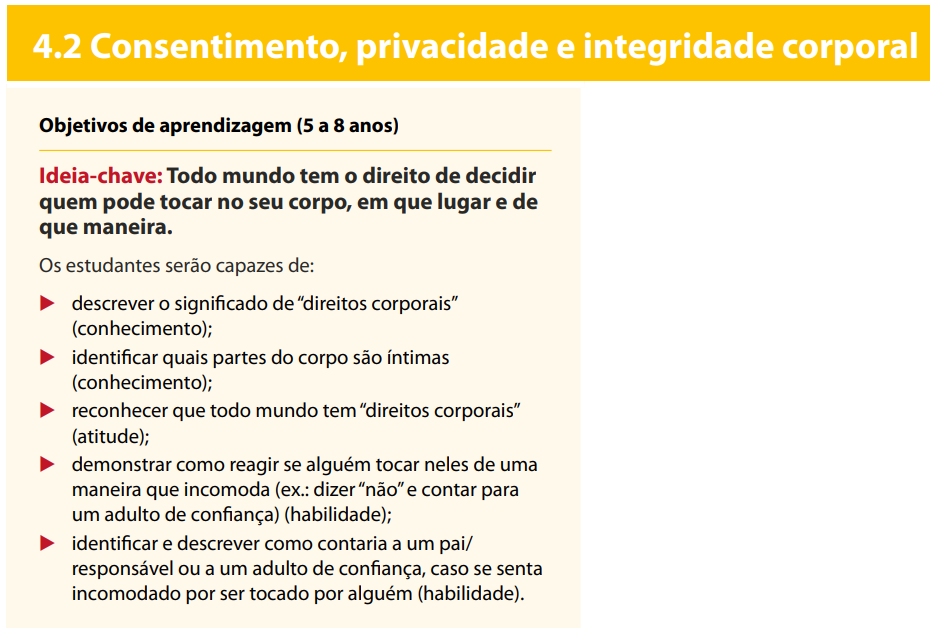 4.2 Consentimento, privacidade e integridade corporal
Objetivos de aprendizagem (5 a 8 anos)
Ideia-chave: Todo mundo tem o direito de decidir
quem pode tocar no seu corpo, em que lugar e de
que maneira.
Os estudantes serão capazes de:
▶ descrever o significado de “direitos corporais”
(conhecimento);
▶ identificar quais partes do corpo são íntimas
(conhecimento);
▶ reconhecer que todo mundo tem “direitos corporais”
(atitude);
▶ demonstrar como reagir se alguém tocar neles de uma
maneira que incomoda (ex.: dizer “não” e contar para
um adulto de confiança) (habilidade);
▶ identificar e descrever como contaria a um pai/
responsável ou a um adulto de confiança, caso se senta
incomodado por ser tocado por alguém (habilidade).